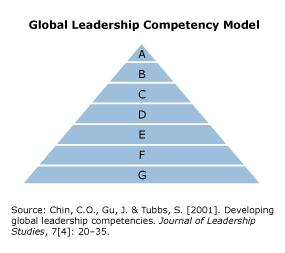 Global Leadership Competency Model
A
B
C
D
E
F
G
Source: Chin, C.O., Gu, J. & Tubbs, S. [2001]. Developing
global leadership competencies. Journal of Leadership
Studies, 7[4]: 20–35.